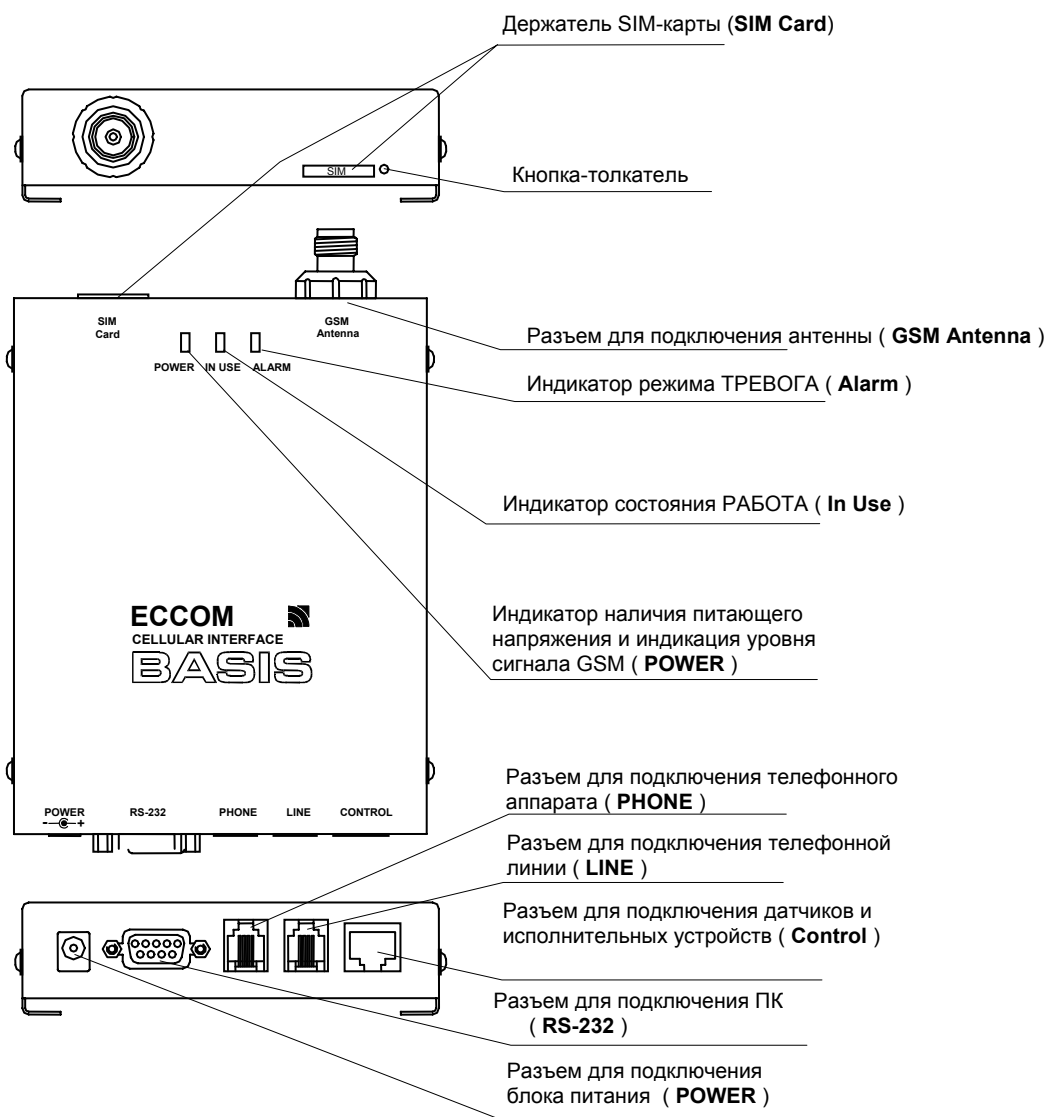 Держатель SIM-карты (SIM Card)
SIM
Кнопка-толкатель
SIM
Card
GSM
Antenna
POWER IN USE ALARM
Разъем для подключения антенны ( GSM Antenna )
Индикатор режима ТРЕВОГА ( Alarm )
Индикатор состояния РАБОТА ( In Use )
ECCOM
CELLULAR INTERFACE
BASIS
Индикатор наличия питающего
напряжения и индикация уровня
сигнала GSM ( POWER )
POWER RS-232 PHONE LINE CONTROL
- +
Разъем для подключения телефонного
аппарата ( PHONE )
Разъем для подключения телефонной
линии ( LINE )
Разъем для подключения датчиков и
исполнительных устройств ( Control )
Разъем для подключения ПК
( RS-232 )
Разъем для подключения
блока питания ( POWER )